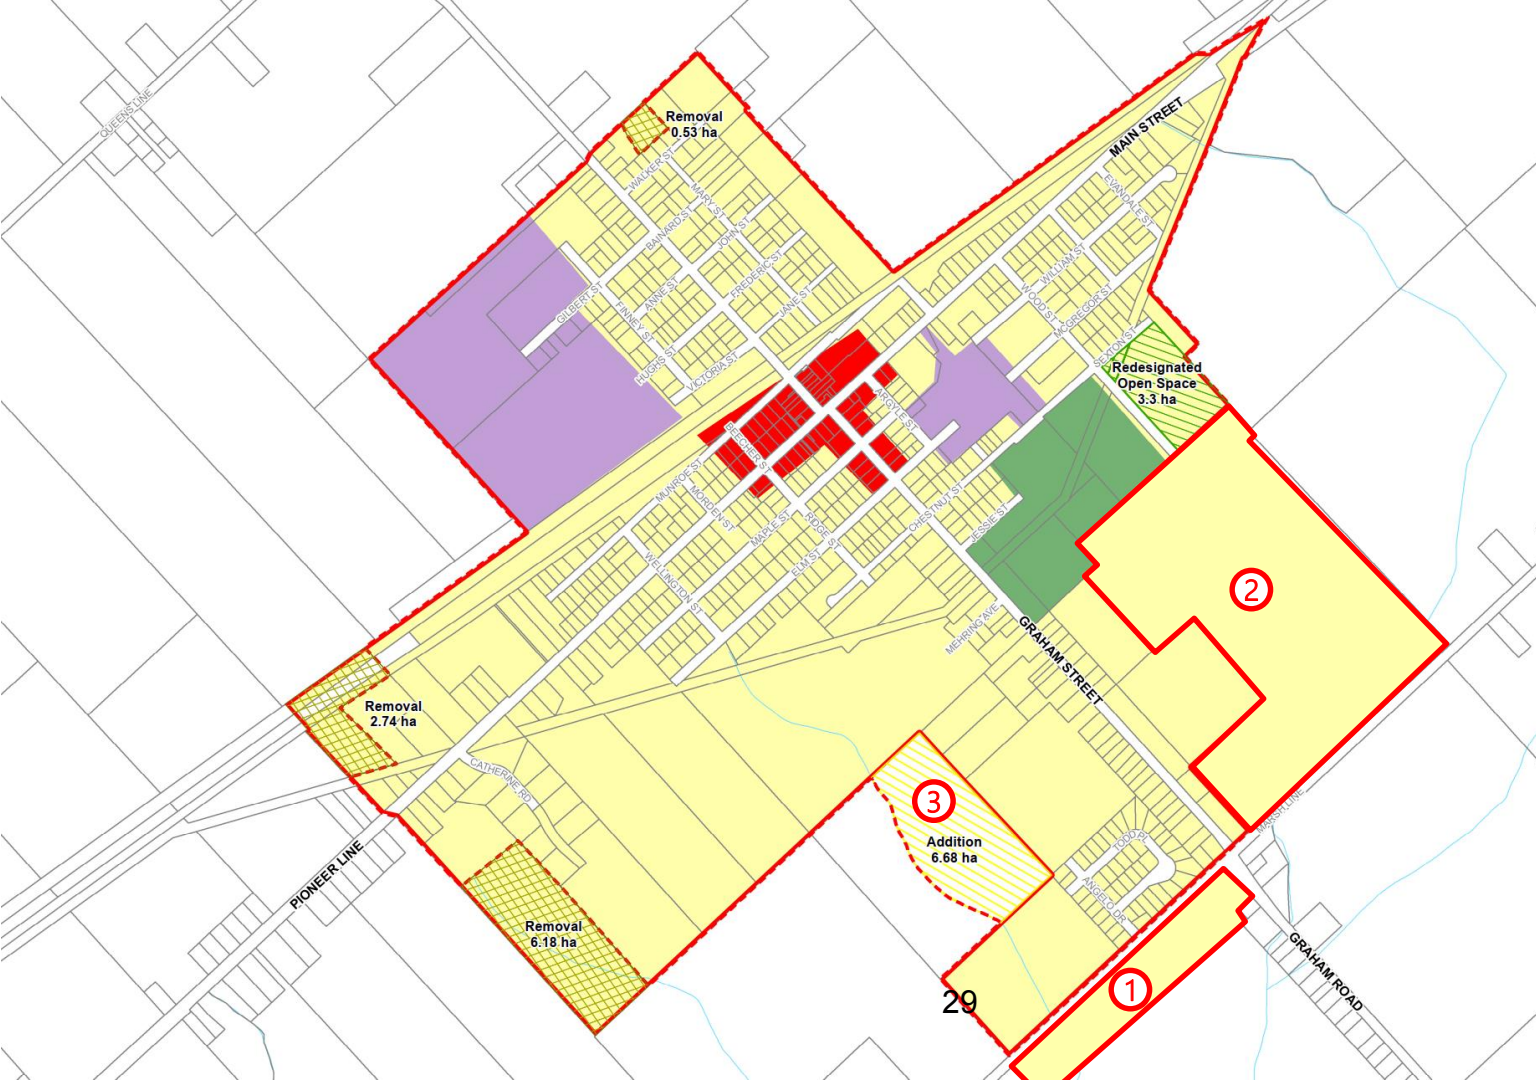 QUEENS LINE
Removal
0.53 ha
MAIN STREET
WALKER ST
MARY ST
EVANDALE ST
BAINARD ST
JOHN ST
WILLIAM ST
FREDERIC ST
ANNE ST
GILBERT ST
FINNEY ST
JANE ST
WOOD ST
MCGREGOR ST
HUGHS ST
VICTORIA ST
SEXTON ST
Redesignated
Open Space
3.3 ha
ARGYLE ST
BEECHER ST
MUNROE ST
MORDEN ST
MAPLE ST
RIDGE ST
CHESTNUT ST
JESSIE ST
ELM ST
WELLINGTON ST
2
MEHRING AVE
GRAHAM STREET
Removal
2.74 ha
CATHERINE RD
3
Addition
6.68 ha
MARSH LINE
TODD PL
ANGELO DR
PIONEER LINE
Removal
6.18 ha
GRAHAM ROAD
1
29